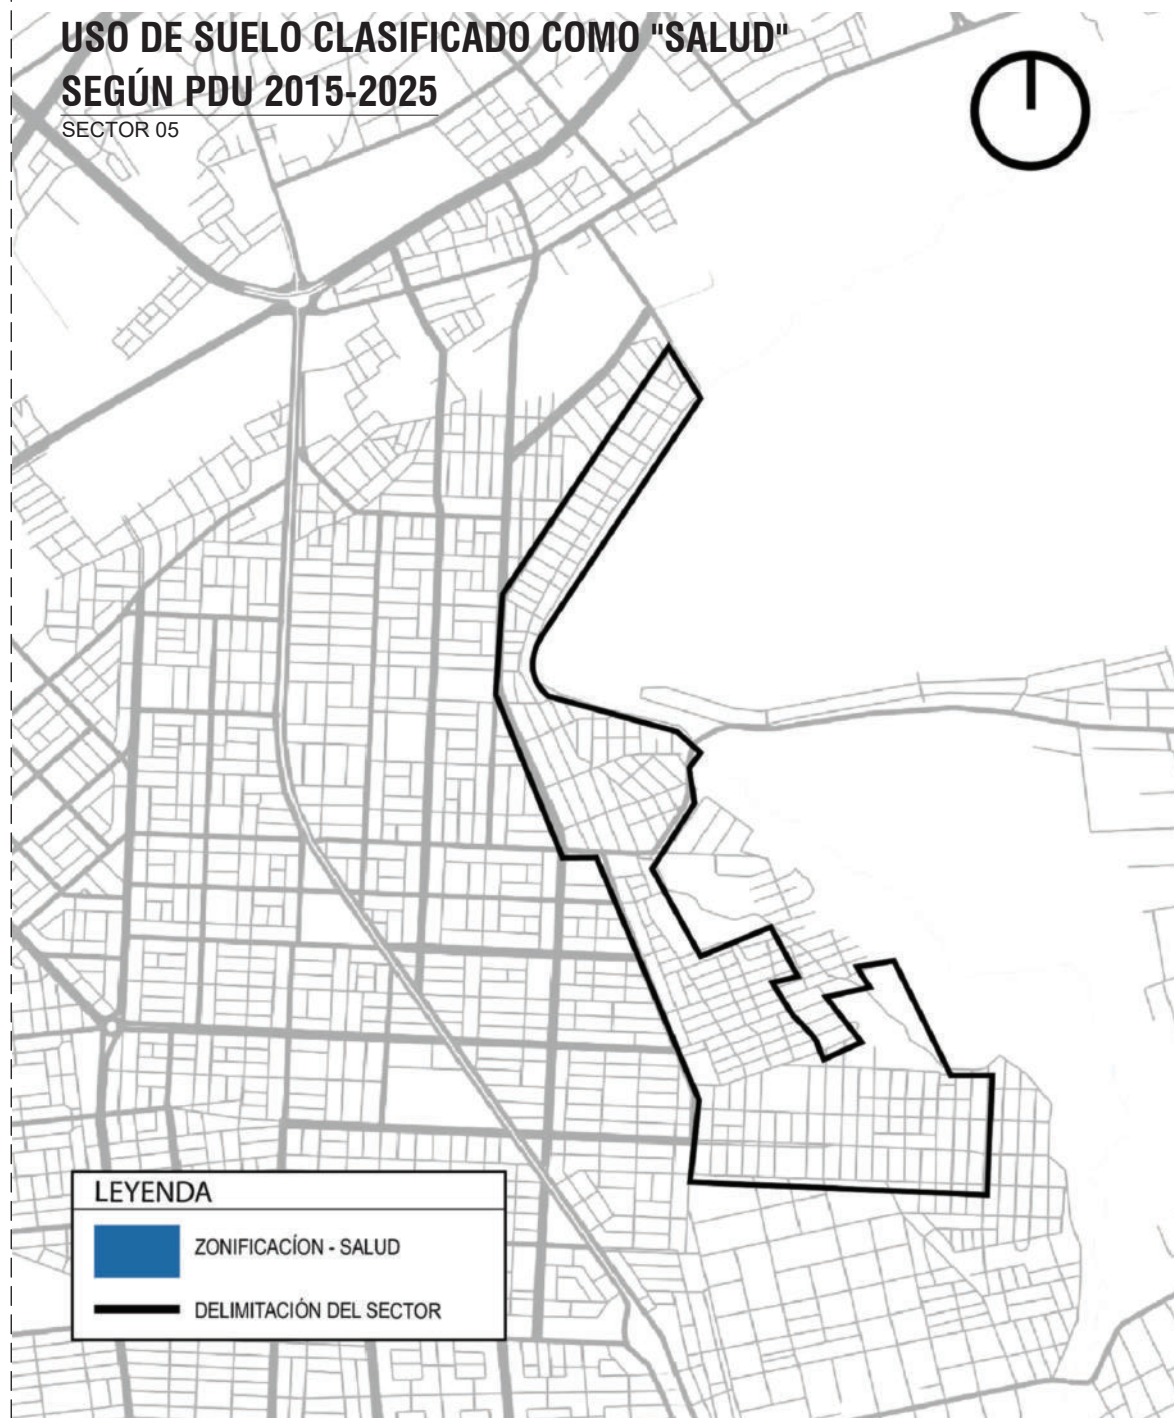 USO DE SUELO CLASIFICADO COMO "SALUD"
SEGÚN PDU 2015-2025
SECTOR 05
LEYENDA
ZONIFICACÍON - SALUD
DELIMITACIÓN DEL SECTOR